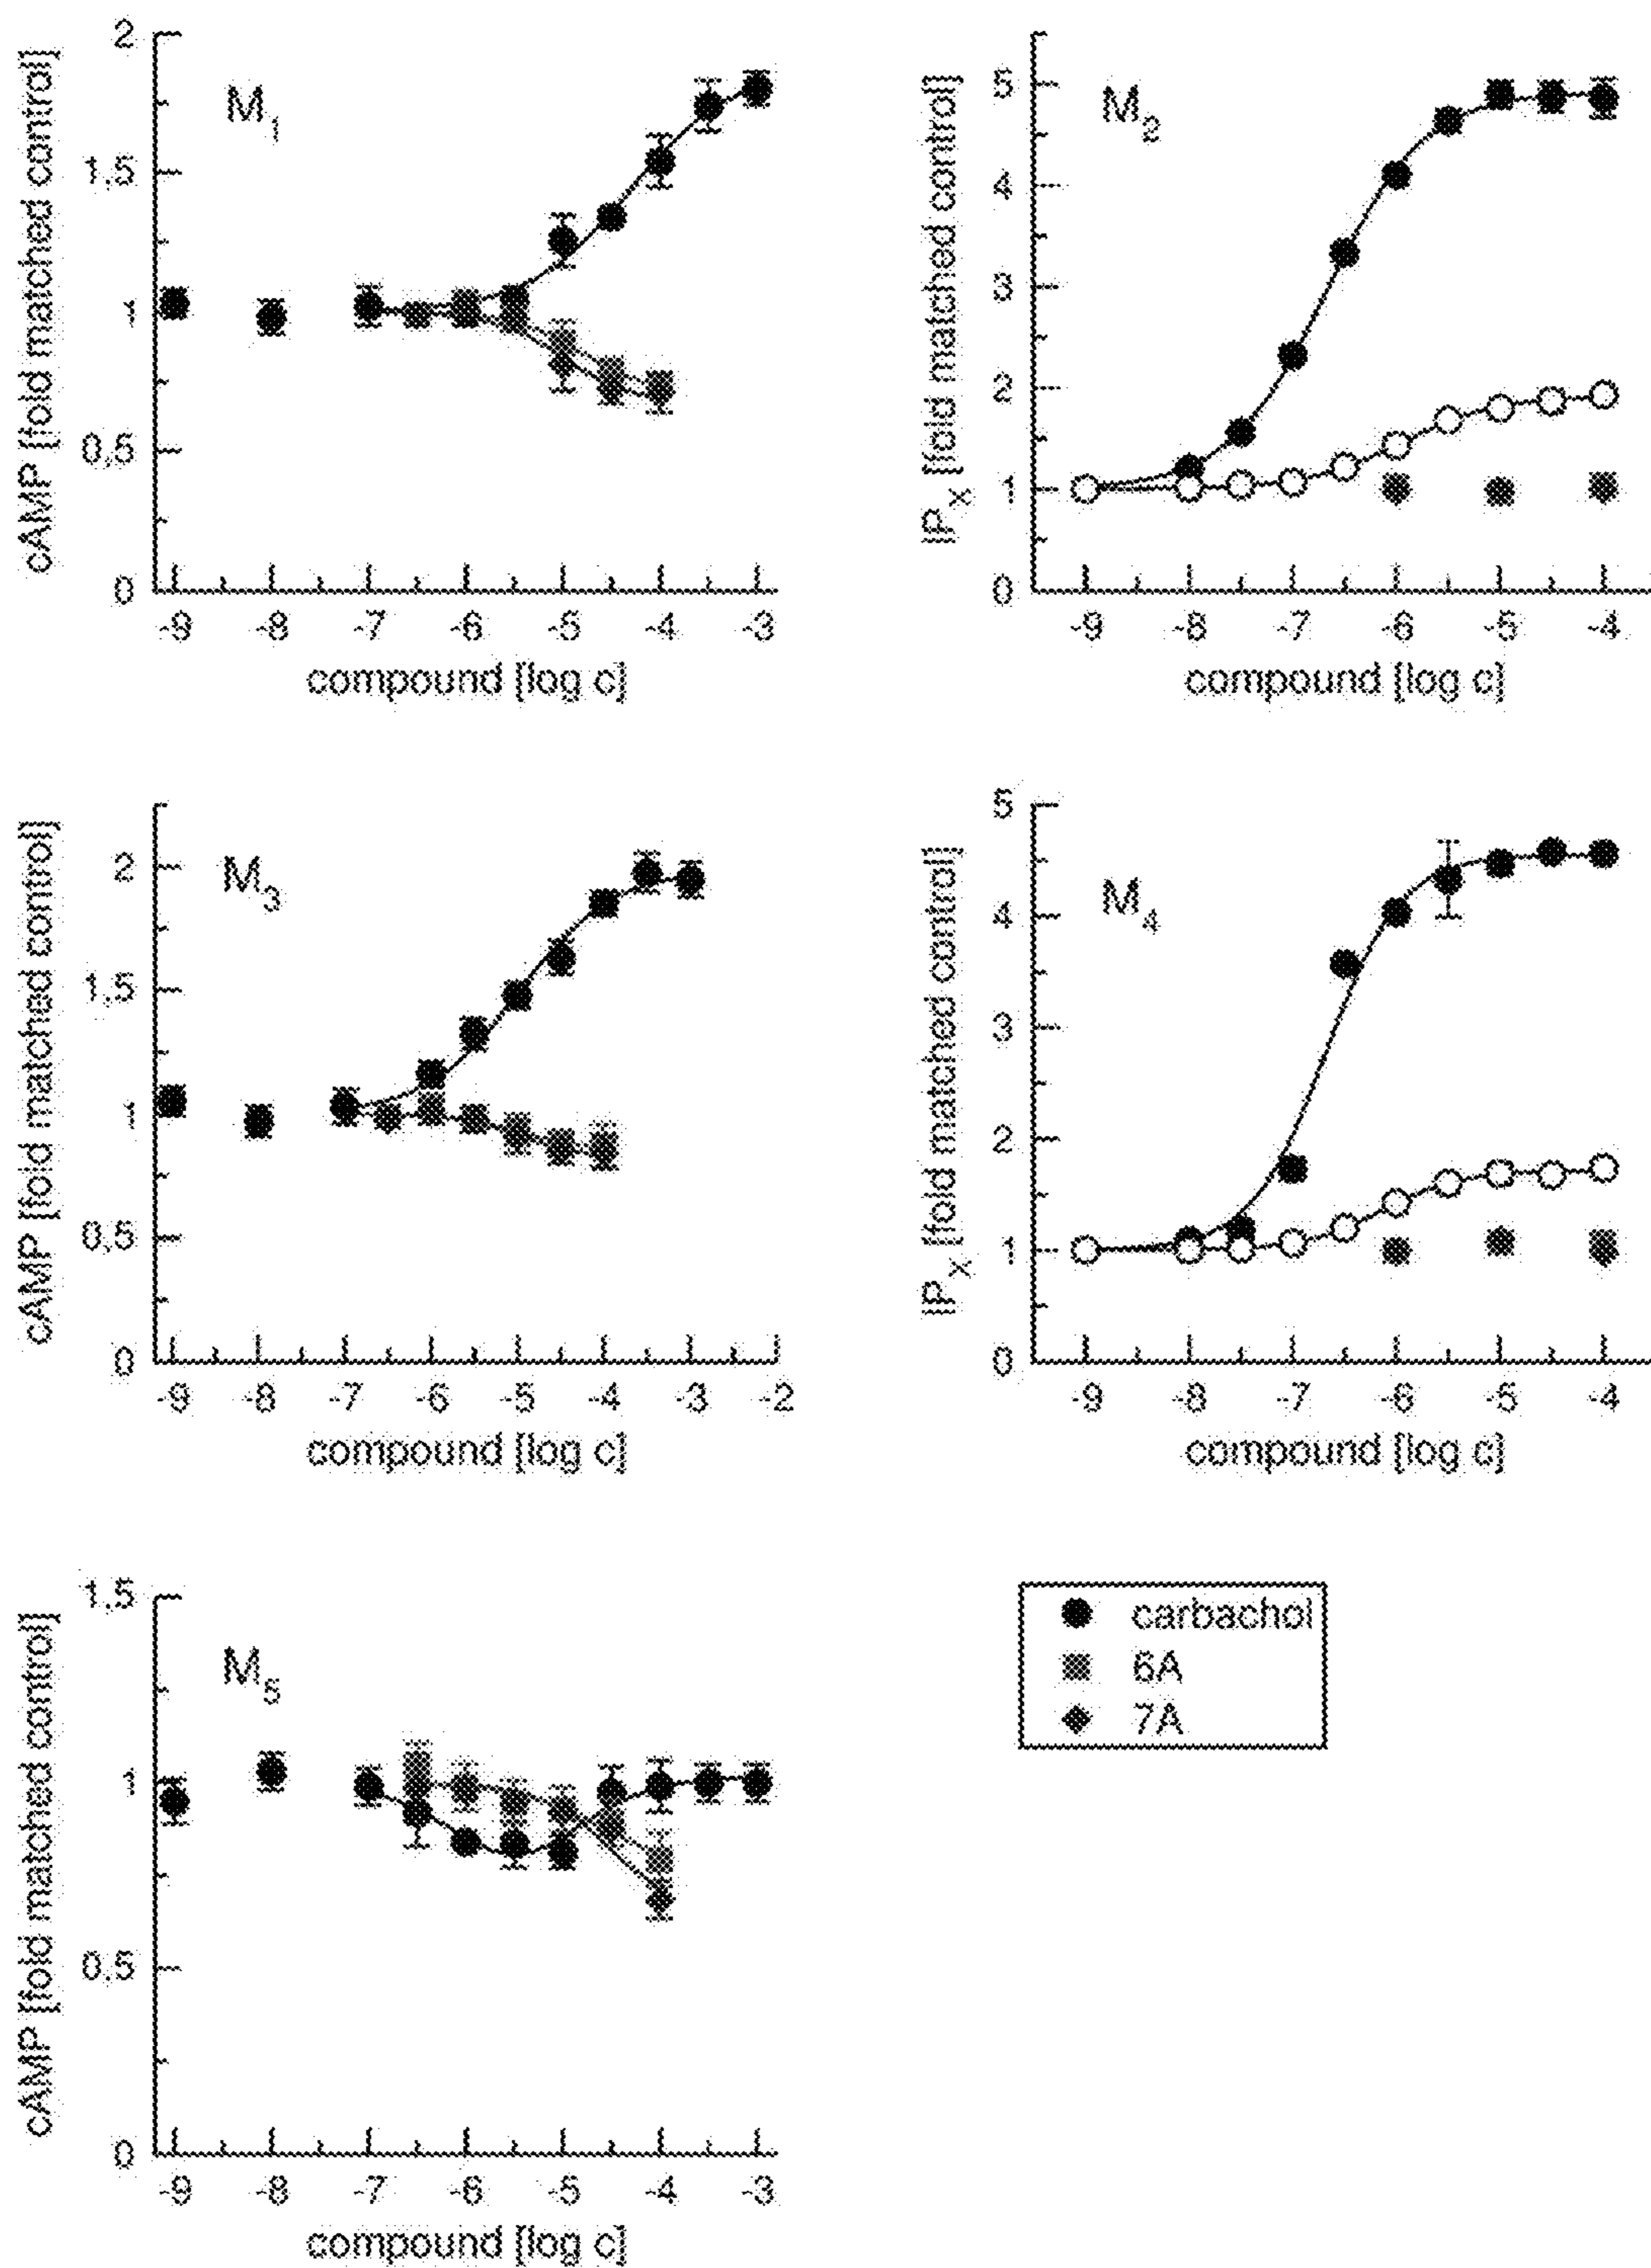 2
1,5
1
0,5
0
M1
cAMP [fold matched control]
-9 -8 -7 -6 -5 -4 -3
compound [log c]
5
4
3
2
1
0
M2
IPX [fold matched control]
-9 -8 -7 -6 -5 -4
compound [log c]
2
1,5
1
0,5
0
M3
cAMP [fold matched control]
-9 -8 -7 -6 -5 -4 -3 -2
compound [log c]
5
4
3
2
1
0
M4
IPX [fold matched control]
-9 -8 -7 -6 -5 -4
compound [log c]
1,5
1
0,5
0
M5
cAMP [fold matched control]
-9 -8 -7 -6 -5 -4 -3
compound [log c]
carbachol
6A
7A